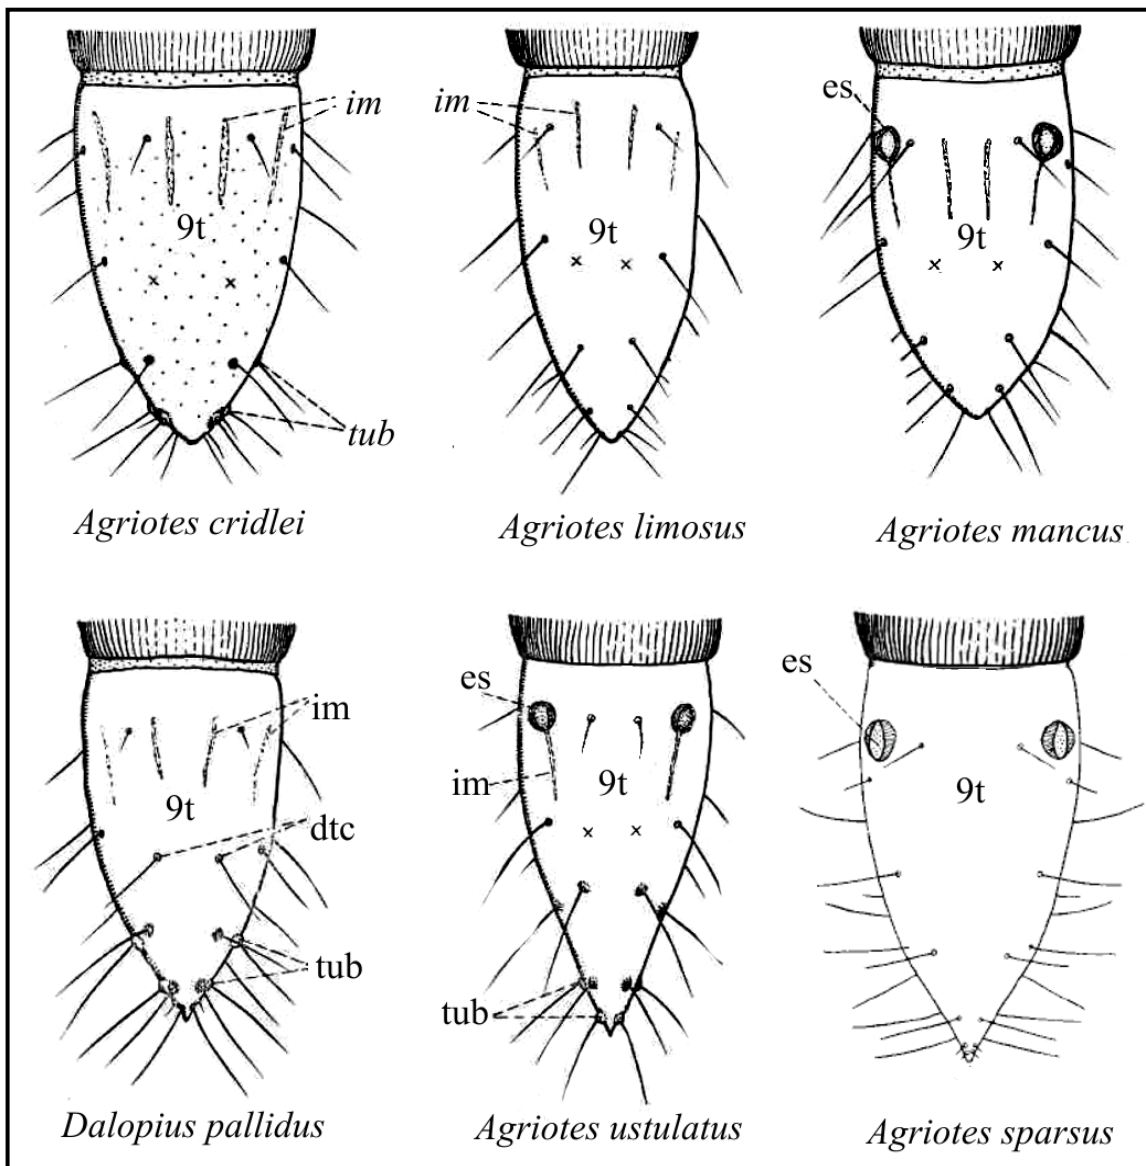 im
9t
tub
Agriotes cridlei
im
9t
Agriotes limosus
es
9t
Agriotes mancus
im
9t
dtc
tub
Dalopius pallidus
es
im
9t
tub
Agriotes ustulatus
es
9t
Agriotes sparsus